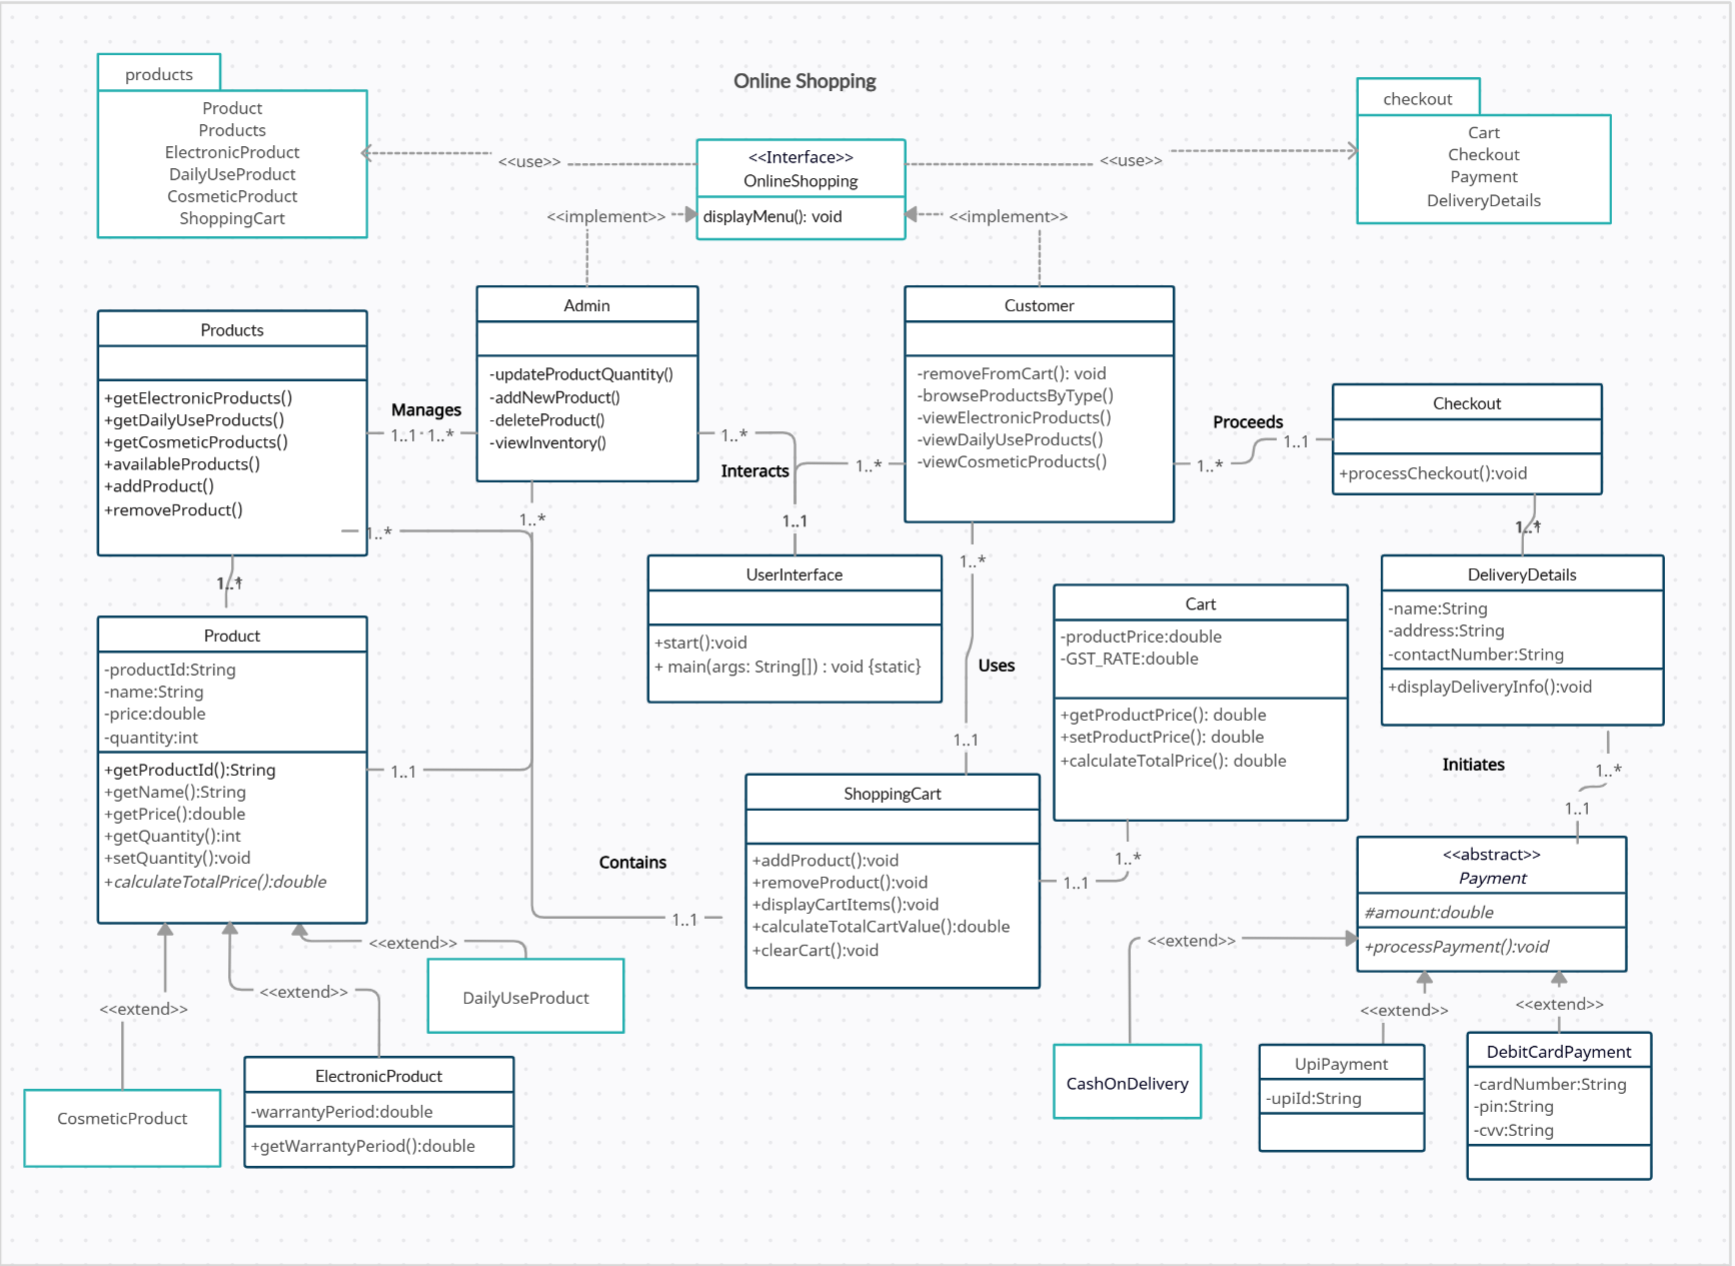 Online Shopping
products
Product
Products
ElectronicProduct
DailyUseProduct
CosmeticProduct
ShoppingCart
<<use>>
<<Interface>>
OnlineShopping
displayMenu(): void
<<use>>
checkout
Cart
Checkout
Payment
DeliveryDetails
<<implement>>
<<implement>>
Products
+getElectronicProducts()
+getDailyUseProducts()
+getCosmeticProducts()
+availableProducts()
+addProduct()
+removeProduct()
Manages
1..1
1..*
Admin
-updateProductQuantity()
-addNewProduct()
-deleteProduct()
-viewInventory()
1..*
Interacts
1..*
1..1
Customer
-removeFromCart(): void
-browseProductsByType()
-viewElectronicProducts()
-viewDailyUseProducts()
-viewCosmeticProducts()
Proceeds
1..*
1..1
Checkout
+processCheckout():void
1..*
1..*
1..*
1..*
1..*
UserInterface
+start():void
+ main(args: String[]) : void {static}
Uses
1..1
Cart
-productPrice:double
-GST_RATE:double
+getProductPrice(): double
+setProductPrice(): double
+calculateTotalPrice(): double
DeliveryDetails
-name:String
-address:String
-contactNumber:String
+displayDeliveryInfo():void
Product
-productId:String
-name:String
-price:double
-quantity:int
+getProductId():String
+getName():String
+getPrice():double
+getQuantity():int
+setQuantity():void
+calculateTotalPrice():double
1..1
Contains
1..1
ShoppingCart
+addProduct():void
+removeProduct():void
+displayCartItems():void
+calculateTotalCartValue():double
+clearCart():void
1..1
1..*
Initiates
1..*
1..1
<<abstract>>
Payment
#amount:double
+processPayment():void
<<extend>>
<<extend>>
<<extend>>
<<extend>>
<<extend>>
<<extend>>
DailyUseProduct
CosmeticProduct
ElectronicProduct
-warrantyPeriod:double
+getWarrantyPeriod():double
CashOnDelivery
UpiPayment
-upiId:String
DebitCardPayment
-cardNumber:String
-pin:String
-cvv:String